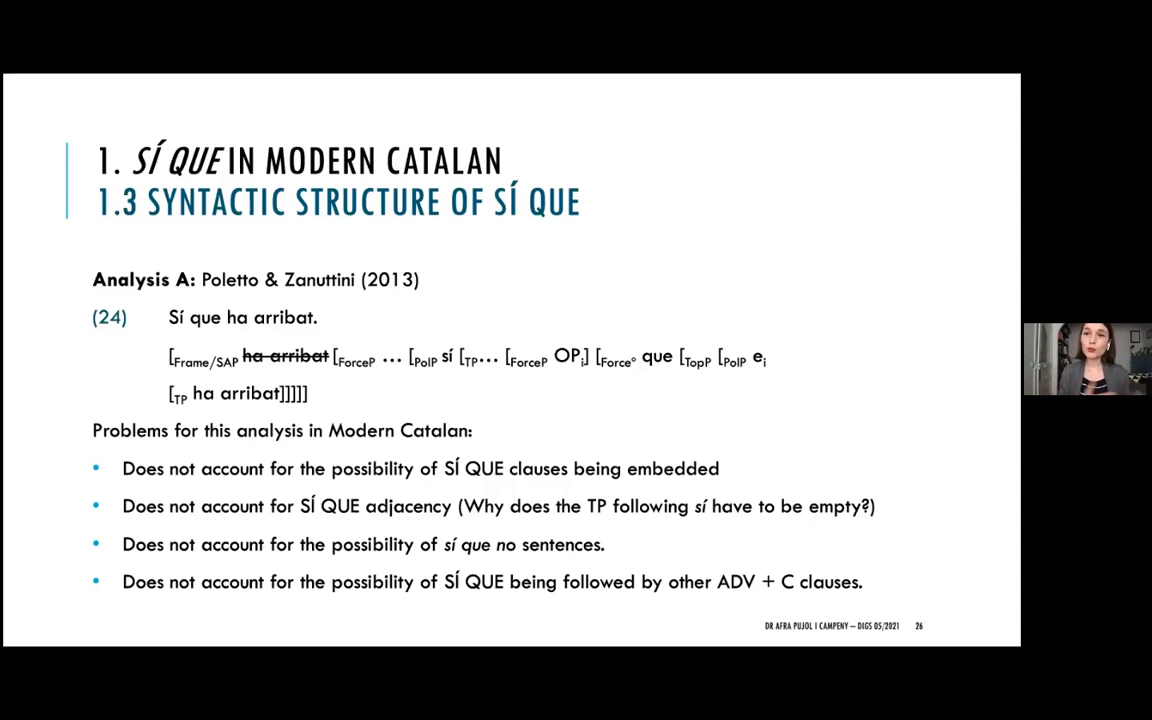 1. SÍ QUE IN MODERN CATALAN
1.3 SYNTACTIC STRUCTURE OF SÍ QUE
Analysis A: Poletto & Zanuttini (2013)
(24) Sí que ha arribat.
[Frame/SAP ha arribat [ForceP ... [PolP sí [TP... [ForceP OPi] [Force° que [TopP [PolP ei
[TP ha arribat]]]]]
Problems for this analysis in Modern Catalan:
• Does not account for the possibility of SÍ QUE clauses being embedded
• Does not account for SÍ QUE adjacency (Why does the TP following sí have to be empty?)
• Does not account for the possibility of sí que no sentences.
• Does not account for the possibility of SÍ QUE being followed by other ADV + C clauses.
DR AFRA PUJOL I CAMPENY – DIGS 05/2021 26